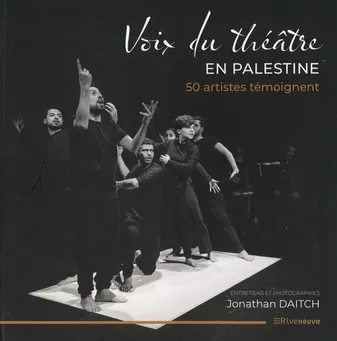 Voix du théâtre
EN PALESTINE
50 artistes témoignent
ENTRETIENS ET PHOTOGRAPHIES
Jonathan DAITCH
Riveneuve